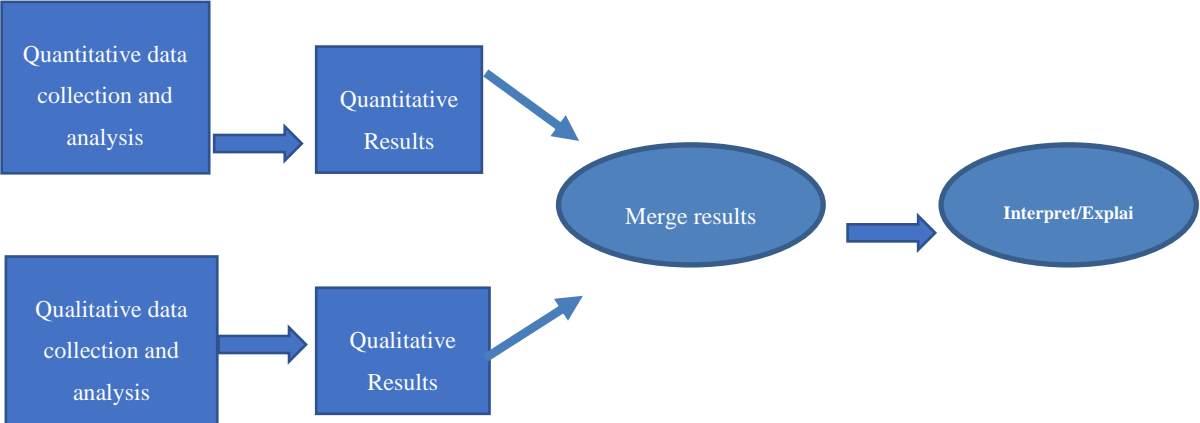 Quantitative data
collection and
analysis
Quantitative
Results
Merge results
Interpret/Explai
Qualitative data
collection and
analysis
Qualitative
Results